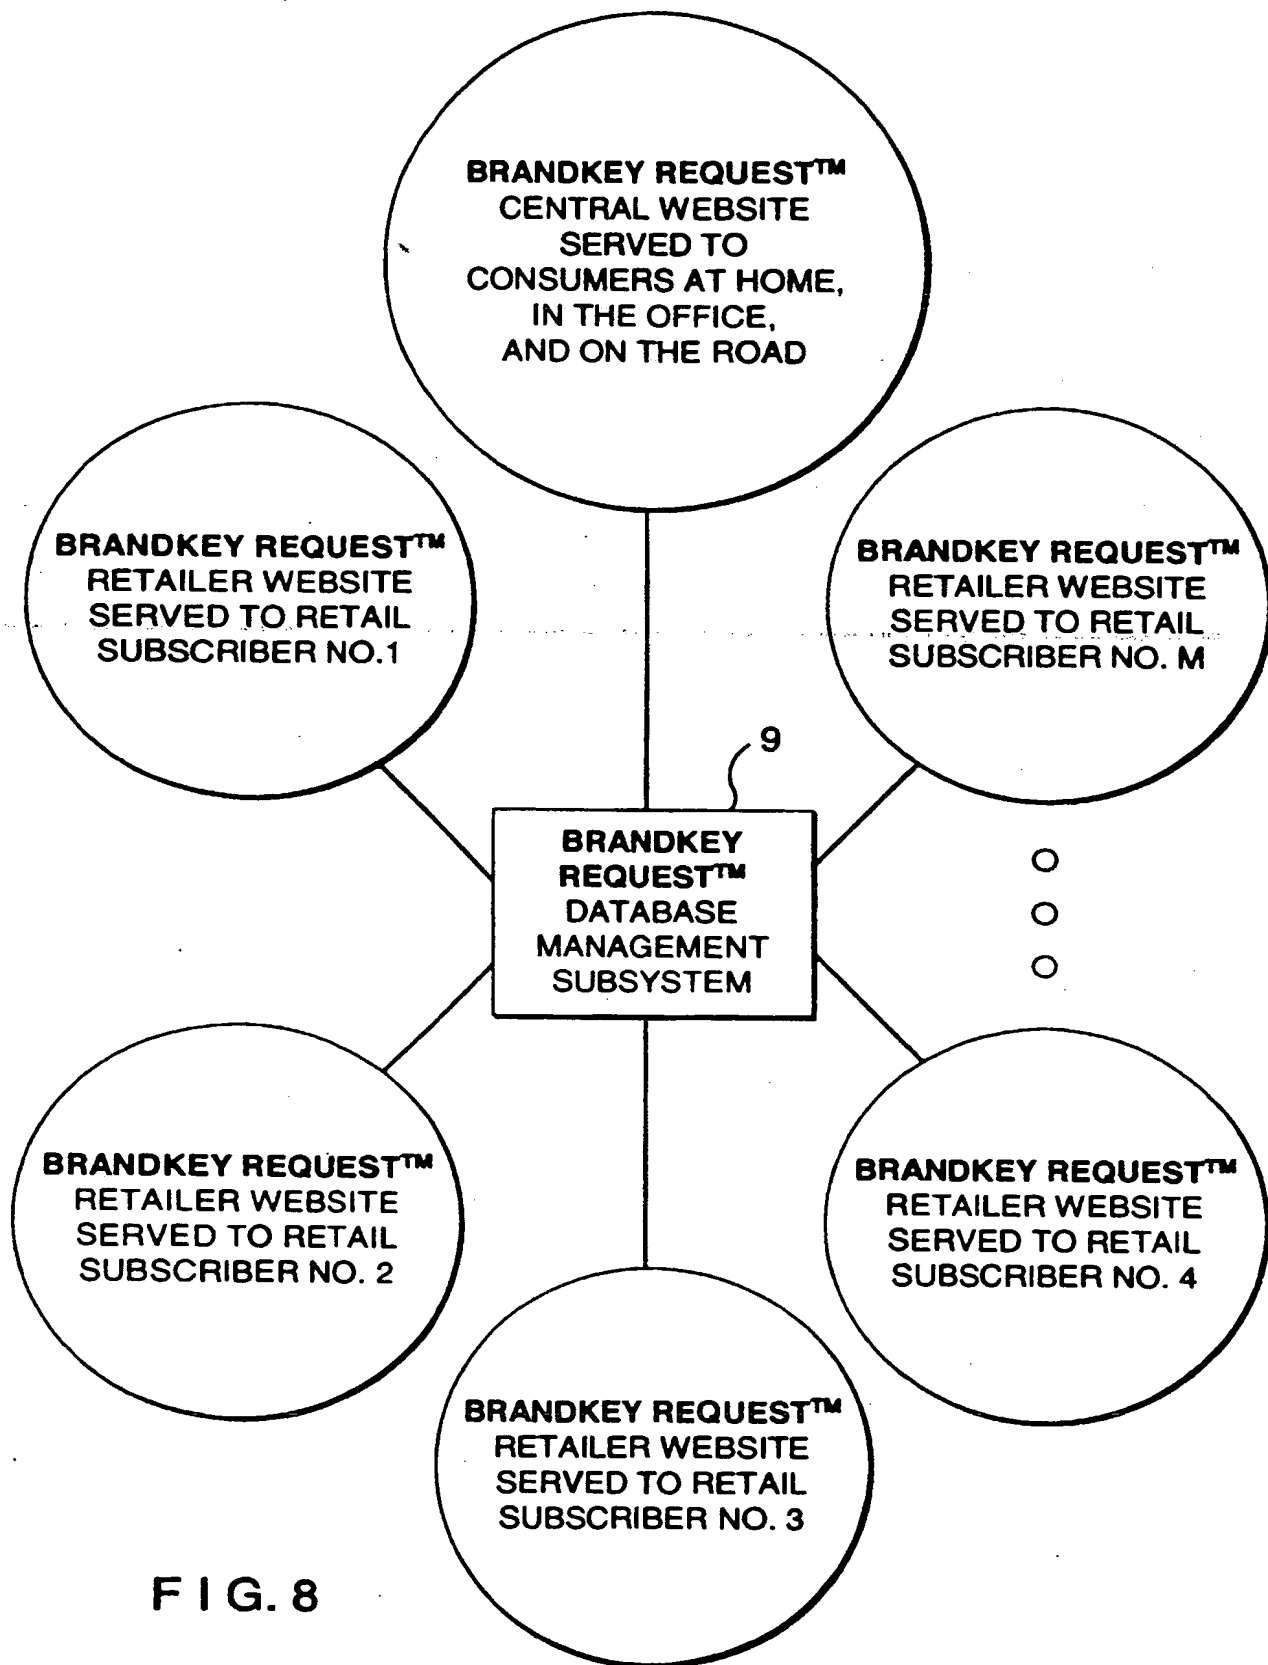 BRANDKEY REQUEST™
CENTRAL WEBSITE
SERVED TO
CONSUMERS AT HOME,
IN THE OFFICE,
AND ON THE ROAD
BRANDKEY REQUEST™
RETAILER WEBSITE
SERVED TO RETAIL
SUBSCRIBER NO.1
BRANDKEY REQUEST™
RETAILER WEBSITE
SERVED TO RETAIL
SUBSCRIBER NO. M
9
BRANDKEY
REQUEST™
DATABASE
MANAGEMENT
SUBSYSTEM
BRANDKEY REQUEST™
RETAILER WEBSITE
SERVED TO RETAIL
SUBSCRIBER NO. 2
BRANDKEY REQUEST™
RETAILER WEBSITE
SERVED TO RETAIL
SUBSCRIBER NO. 4
BRANDKEY REQUEST™
RETAILER WEBSITE
SERVED TO RETAIL
SUBSCRIBER NO. 3
FIG. 8